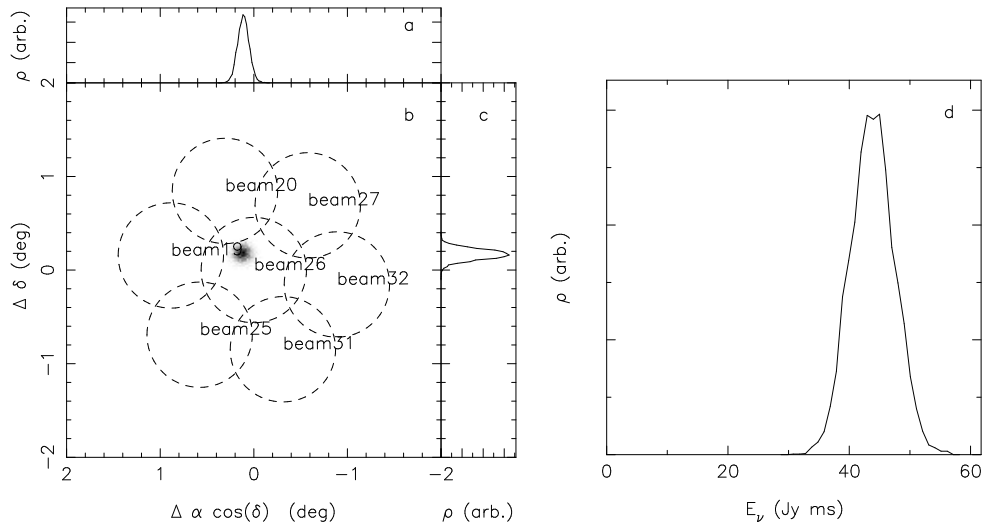 ρ (arb.)
a
2
b
c
d
1
0
−1
−2
Δ δ (deg)
beam20
beam27
beam19
beam26
beam32
beam25
beam31
2 1 0 −1 −2
Δ α cos(δ) (deg)
ρ (arb.)
ρ (arb.)
0 20 40 60
E_ν (Jy ms)